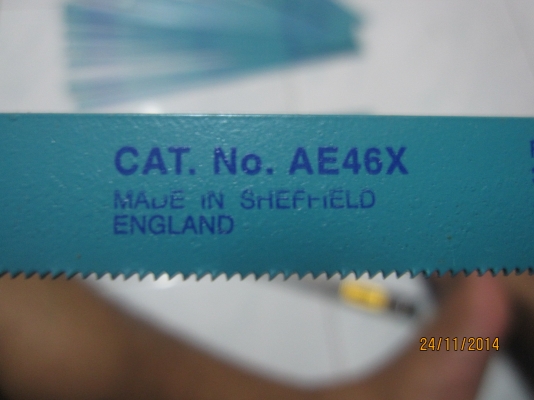 CAT. No. AE46X
MADE IN SHEFFIELD
ENGLAND
24/11/2014